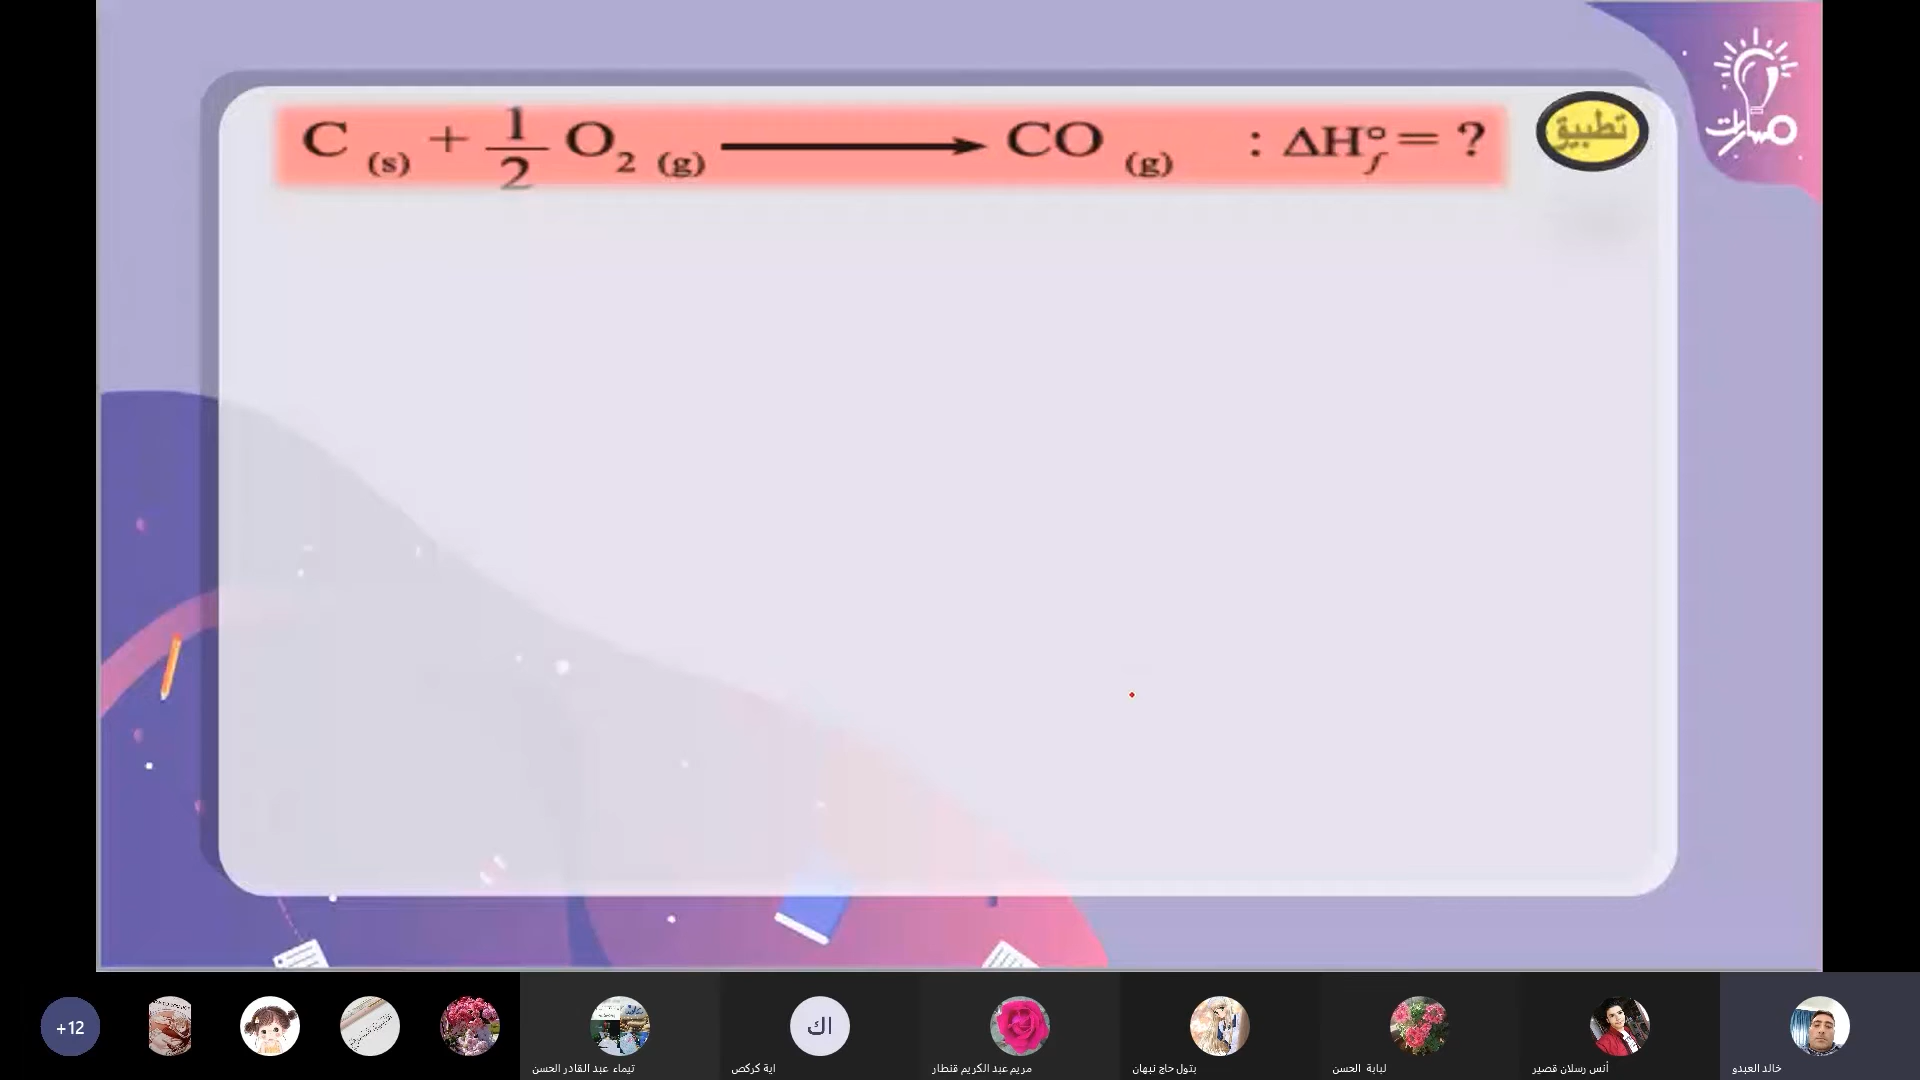 مسارات
تطبيق
C (s) + 1/2 O2 (g) ⟶ CO (g) : ΔH°f = ?
+12
تيماء عبد القادر الحسن
اك
اية كركص
مريم عبد الكريم قنطار
بتول حاج نبهان
لبابة الحسن
أنس رسلان قصير
خالد العبدو